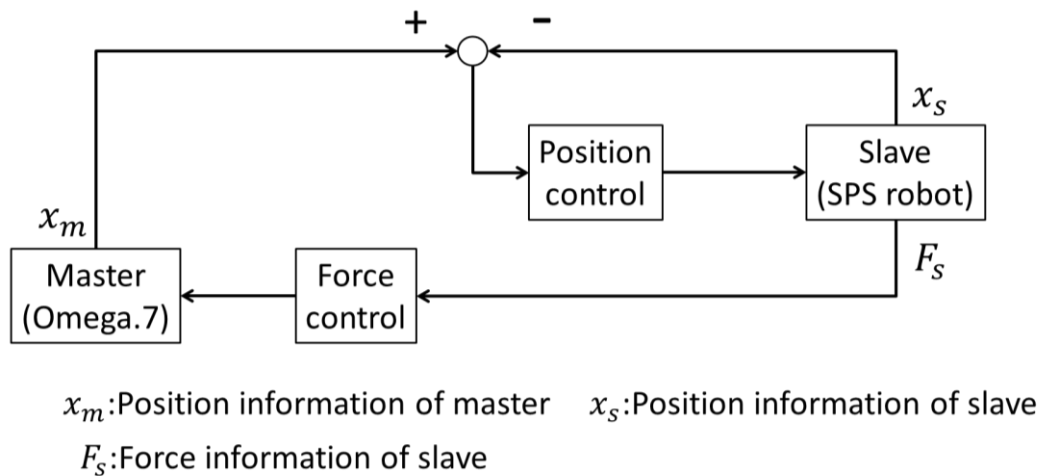 + −
x_s
Position
control
Slave
(SPS robot)
x_m
F_s
Master
(Omega.7)
Force
control
x_m:Position information of master x_s:Position information of slave
F_s:Force information of slave